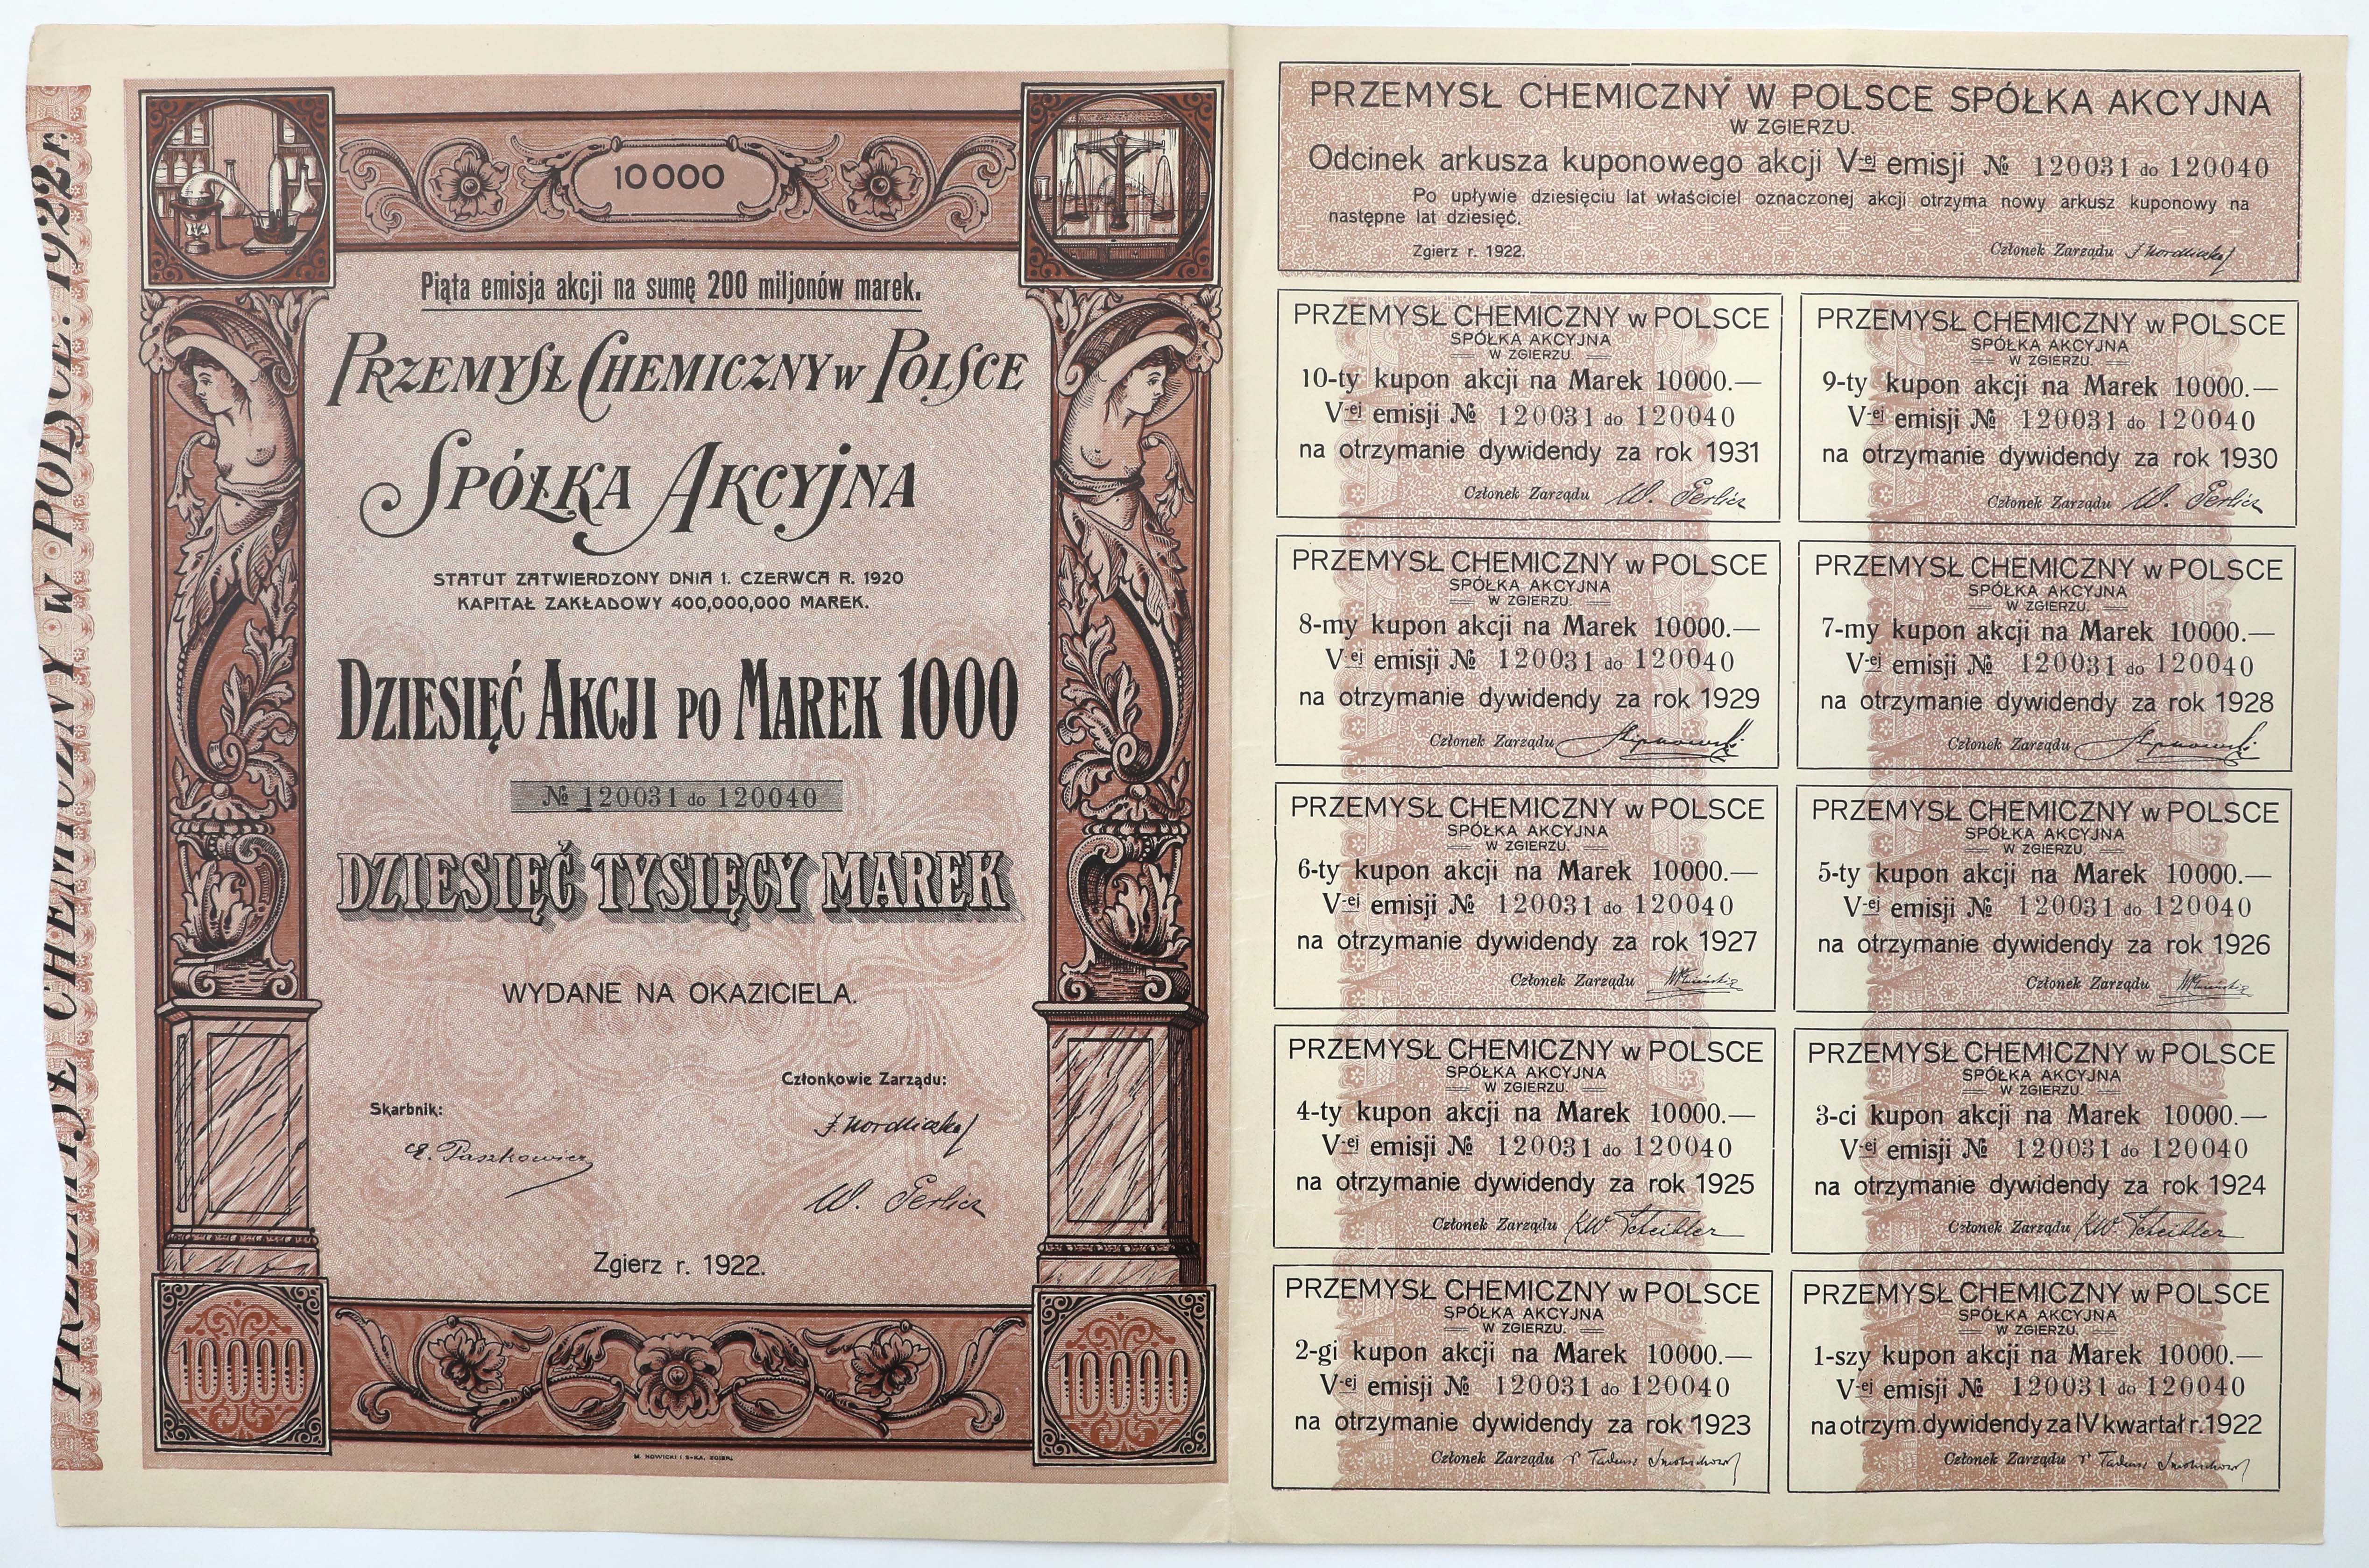 PRZEMYSŁ CHEMICZNY w POLSCE. 1922 r.
10000
Piąta emisja akcji na sumę 200 miljonów marek.
PRZEMYSŁ CHEMICZNY w POLSCE
SPÓŁKA AKCYJNA
STATUT ZATWIERDZONY DNIA 1. CZERWCA R. 1920
KAPITAŁ ZAKŁADOWY 400,000,000 MAREK.
DZIESIĘĆ AKCJI PO MAREK 1000
№ 120031 do 120040
DZIESIĘĆ TYSIĘCY MAREK
10000
WYDANE NA OKAZICIELA.
Członkowie Zarządu:
Skarbnik:
E. Paszkowicz
W. Gerlicz
Zgierz r. 1922.
10000
10000
M. NOWICKI I S-KA. ZGIERZ
PRZEMYSŁ CHEMICZNY W POLSCE SPÓŁKA AKCYJNA
W ZGIERZU.
Odcinek arkusza kuponowego akcji V-ej emisji № 120031 do 120040
Po upływie dziesięciu lat właściciel oznaczonej akcji otrzyma nowy arkusz kuponowy na
następne lat dziesięć.
Zgierz r. 1922. Członek Zarządu
PRZEMYSŁ CHEMICZNY w POLSCE
SPÓŁKA AKCYJNA
W ZGIERZU.
10-ty kupon akcji na Marek 10000.—
V-ej emisji № 120031 do 120040
na otrzymanie dywidendy za rok 1931
Członek Zarządu W. Gerlicz
PRZEMYSŁ CHEMICZNY w POLSCE
SPÓŁKA AKCYJNA
W ZGIERZU.
9-ty kupon akcji na Marek 10000.—
V-ej emisji № 120031 do 120040
na otrzymanie dywidendy za rok 1930
Członek Zarządu W. Gerlicz
PRZEMYSŁ CHEMICZNY w POLSCE
SPÓŁKA AKCYJNA
W ZGIERZU.
8-my kupon akcji na Marek 10000.—
V-ej emisji № 120031 do 120040
na otrzymanie dywidendy za rok 1929
Członek Zarządu
PRZEMYSŁ CHEMICZNY w POLSCE
SPÓŁKA AKCYJNA
W ZGIERZU.
7-my kupon akcji na Marek 10000.—
V-ej emisji № 120031 do 120040
na otrzymanie dywidendy za rok 1928
Członek Zarządu
PRZEMYSŁ CHEMICZNY w POLSCE
SPÓŁKA AKCYJNA
W ZGIERZU.
6-ty kupon akcji na Marek 10000.—
V-ej emisji № 120031 do 120040
na otrzymanie dywidendy za rok 1927
Członek Zarządu
PRZEMYSŁ CHEMICZNY w POLSCE
SPÓŁKA AKCYJNA
W ZGIERZU.
5-ty kupon akcji na Marek 10000.—
V-ej emisji № 120031 do 120040
na otrzymanie dywidendy za rok 1926
Członek Zarządu
PRZEMYSŁ CHEMICZNY w POLSCE
SPÓŁKA AKCYJNA
W ZGIERZU.
4-ty kupon akcji na Marek 10000.—
V-ej emisji № 120031 do 120040
na otrzymanie dywidendy za rok 1925
Członek Zarządu KW Scheibler
PRZEMYSŁ CHEMICZNY w POLSCE
SPÓŁKA AKCYJNA
W ZGIERZU.
3-ci kupon akcji na Marek 10000.—
V-ej emisji № 120031 do 120040
na otrzymanie dywidendy za rok 1924
Członek Zarządu KW Scheibler
PRZEMYSŁ CHEMICZNY w POLSCE
SPÓŁKA AKCYJNA
W ZGIERZU.
2-gi kupon akcji na Marek 10000.—
V-ej emisji № 120031 do 120040
na otrzymanie dywidendy za rok 1923
Członek Zarządu Tadeusz
PRZEMYSŁ CHEMICZNY w POLSCE
SPÓŁKA AKCYJNA
W ZGIERZU.
1-szy kupon akcji na Marek 10000.—
V-ej emisji № 120031 do 120040
na otrzym. dywidendy za IV kwartał r. 1922
Członek Zarządu Tadeusz